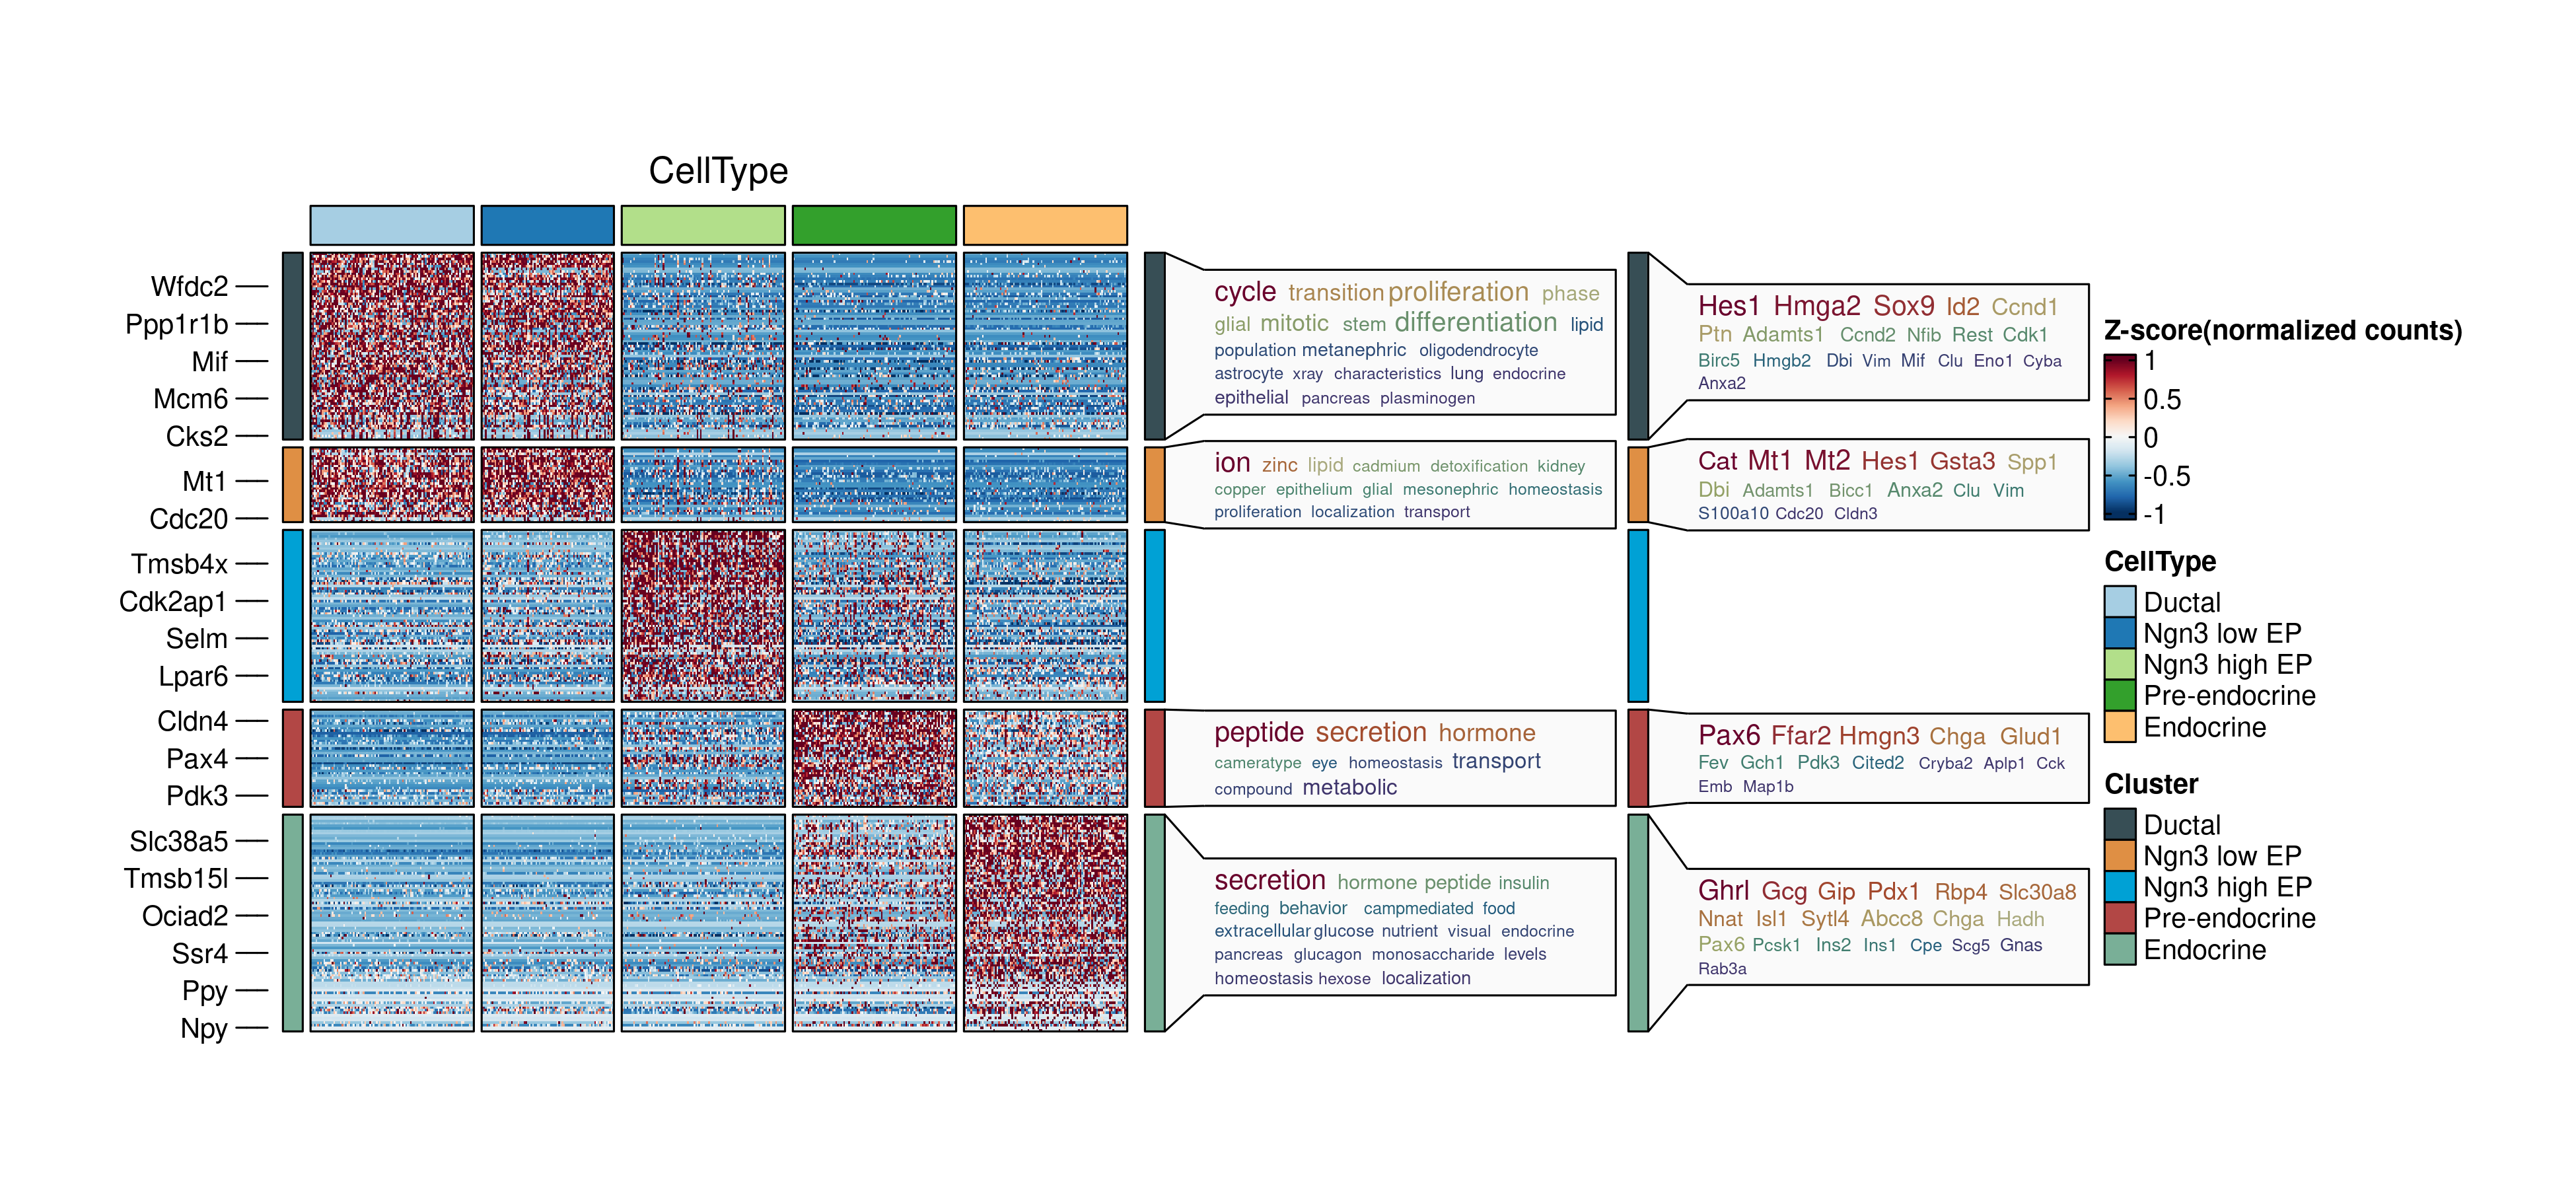 CellType
Wfdc2
Ppp1r1b
Mif
Mcm6
Cks2
Mt1
Cdc20
Tmsb4x
Cdk2ap1
Selm
Lpar6
Cldn4
Pax4
Pdk3
Slc38a5
Tmsb15l
Ociad2
Ssr4
Ppy
Npy
cycle transition proliferation phase
glial mitotic stem differentiation lipid
population metanephric oligodendrocyte
astrocyte xray characteristics lung endocrine
epithelial pancreas plasminogen
ion zinc lipid cadmium detoxification kidney
copper epithelium glial mesonephric homeostasis
proliferation localization transport
peptide secretion hormone
cameratype eye homeostasis transport
compound metabolic
secretion hormone peptide insulin
feeding behavior campmediated food
extracellular glucose nutrient visual endocrine
pancreas glucagon monosaccharide levels
homeostasis hexose localization
Hes1 Hmga2 Sox9 Id2 Ccnd1
Ptn Adamts1 Ccnd2 Nfib Rest Cdk1
Birc5 Hmgb2 Dbi Vim Mif Clu Eno1 Cyba
Anxa2
Cat Mt1 Mt2 Hes1 Gsta3 Spp1
Dbi Adamts1 Bicc1 Anxa2 Clu Vim
S100a10 Cdc20 Cldn3
Pax6 Ffar2 Hmgn3 Chga Glud1
Fev Gch1 Pdk3 Cited2 Cryba2 Aplp1 Cck
Emb Map1b
Ghrl Gcg Gip Pdx1 Rbp4 Slc30a8
Nnat Isl1 Sytl4 Abcc8 Chga Hadh
Pax6 Pcsk1 Ins2 Ins1 Cpe Scg5 Gnas
Rab3a
Z-score(normalized counts)
1
0.5
0
-0.5
-1
CellType
Ductal
Ngn3 low EP
Ngn3 high EP
Pre-endocrine
Endocrine
Cluster
Ductal
Ngn3 low EP
Ngn3 high EP
Pre-endocrine
Endocrine